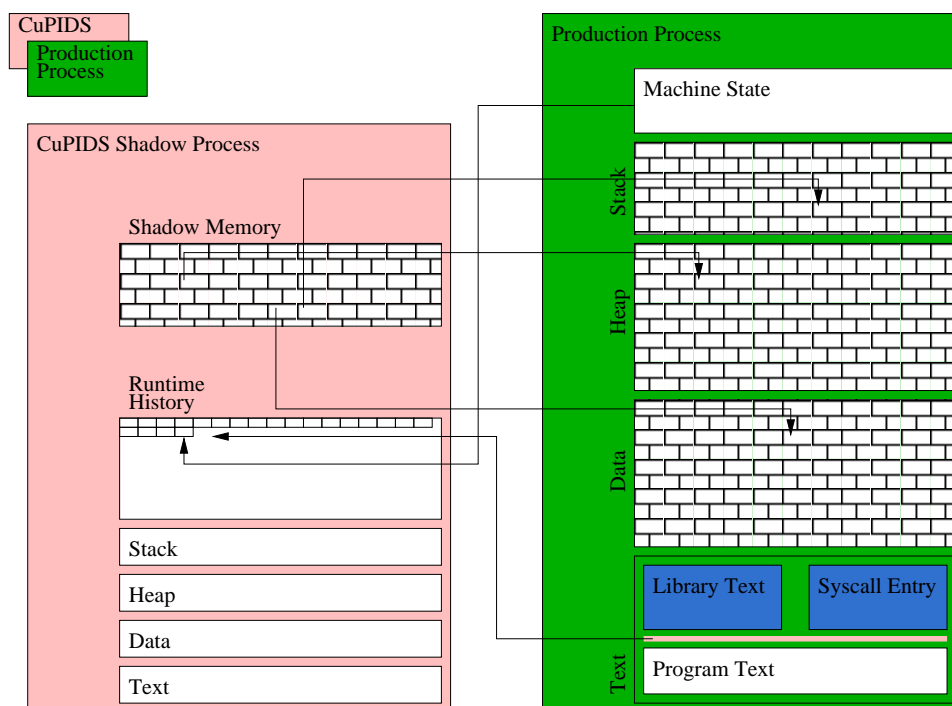 CuPIDS
Production
Process
CuPIDS Shadow Process
Shadow Memory
Runtime
History
Stack
Heap
Data
Text
Production Process
Machine State
Stack
Heap
Data
Library Text
Syscall Entry
Text
Program Text